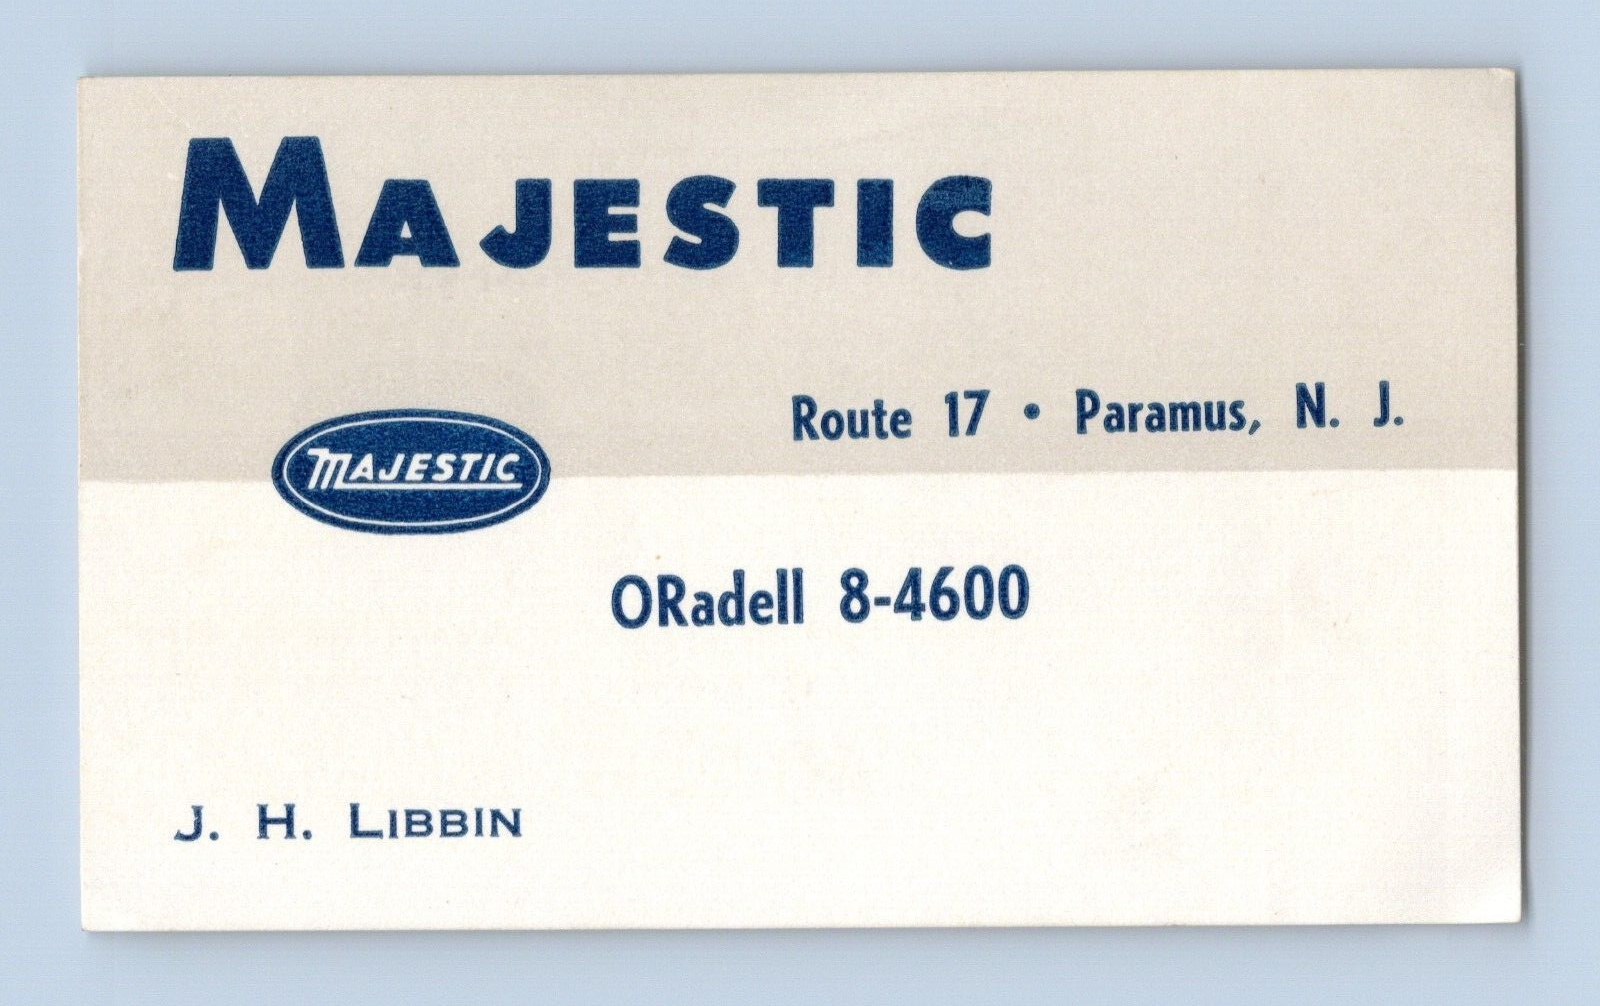 MAJESTIC
Route 17 • Paramus, N. J.
MAJESTIC
ORadell 8-4600
J. H. LIBBIN